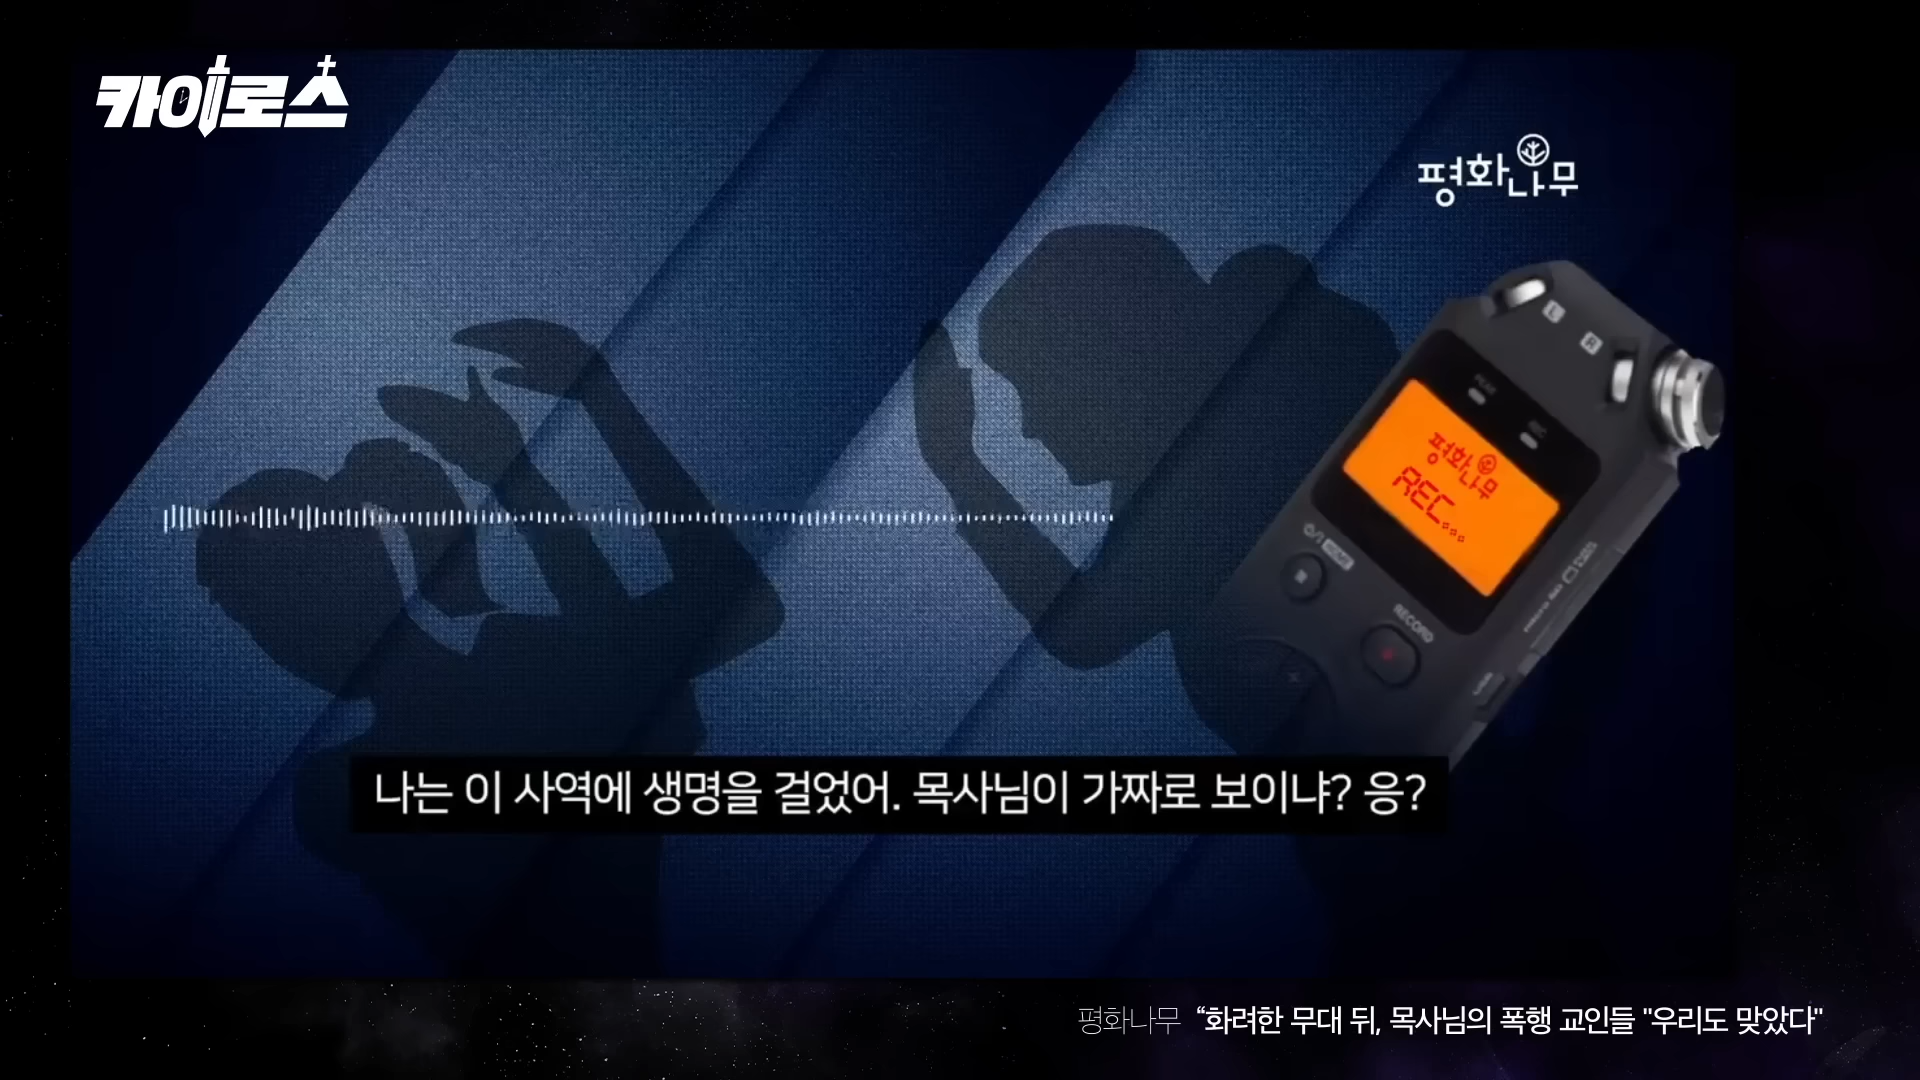 카이로스
평화나무
L
R
PEAK
평화나무
REC...
RECORD
나는 이 사역에 생명을 걸었어. 목사님이 가짜로 보이냐? 응?
평화나무 “화려한 무대 뒤, 목사님의 폭행 교인들 "우리도 맞았다"